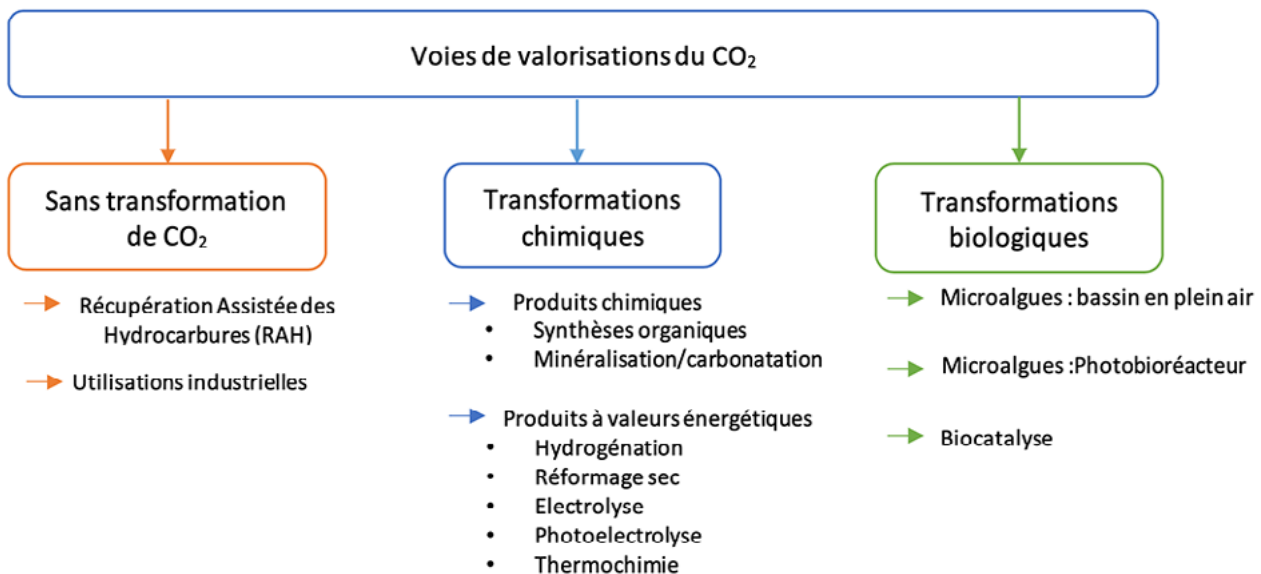 Voies de valorisations du CO₂
Sans transformation
de CO₂
Récupération Assistée des
Hydrocarbures (RAH)
Utilisations industrielles
Transformations
chimiques
Produits chimiques
• Synthèses organiques
• Minéralisation/carbonatation
Produits à valeurs énergétiques
• Hydrogénation
• Réformage sec
• Electrolyse
• Photoelectrolyse
• Thermochimie
Transformations
biologiques
Microalgues : bassin en plein air
Microalgues :Photobioréacteur
Biocatalyse